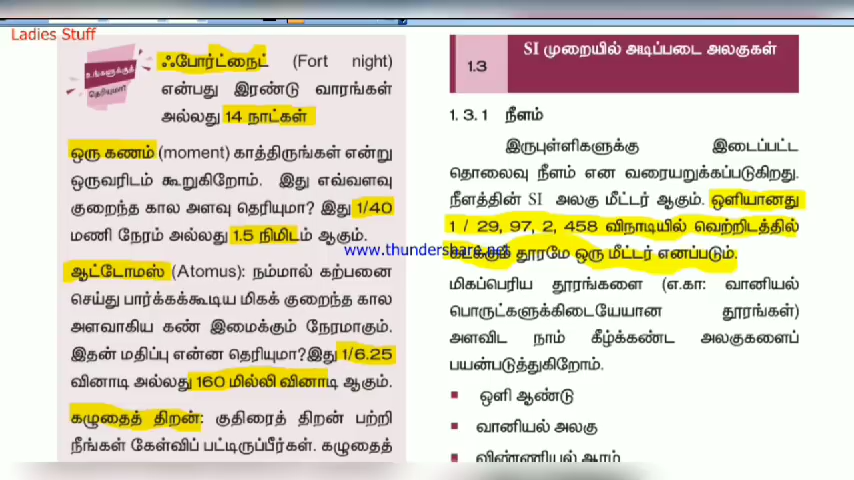 Ladies Stuff
உங்களுக்குத்
தெரியுமா?
ஃபோர்ட்நைட் (Fort night)
என்பது இரண்டு வாரங்கள்
அல்லது 14 நாட்கள்
ஒரு கணம் (moment) காத்திருங்கள் என்று
ஒருவரிடம் கூறுகிறோம். இது எவ்வளவு
குறைந்த கால அளவு தெரியுமா? இது 1/40
மணி நேரம் அல்லது 1.5 நிமிடம் ஆகும்.
ஆட்டோமஸ் (Atomus): நம்மால் கற்பனை
செய்து பார்க்கக்கூடிய மிகக் குறைந்த கால
அளவாகிய கண் இமைக்கும் நேரமாகும்.
இதன் மதிப்பு என்ன தெரியுமா?இது 1/6.25
வினாடி அல்லது 160 மில்லி வினாடி ஆகும்.
கழுதைத் திறன்: குதிரைத் திறன் பற்றி
நீங்கள் கேள்விப் பட்டிருப்பீர்கள். கழுதைத்
1.3 SI முறையில் அடிப்படை அலகுகள்
1. 3. 1 நீளம்
இருபுள்ளிகளுக்கு இடைப்பட்ட
தொலைவு நீளம் என வரையறுக்கப்படுகிறது.
நீளத்தின் SI அலகு மீட்டர் ஆகும். ஒளியானது
1 / 29, 97, 2, 458 விநாடியில் வெற்றிடத்தில்
கடக்கும் தூரமே ஒரு மீட்டர் எனப்படும்.
www.thundershare.net
மிகப்பெரிய தூரங்களை (எ.கா: வானியல்
பொருட்களுக்கிடையேயான தூரங்கள்)
அளவிட நாம் கீழ்க்கண்ட அலகுகளைப்
பயன்படுத்துகிறோம்.
ஒளி ஆண்டு
வானியல் அலகு
விண்ணியல் ஆரம்